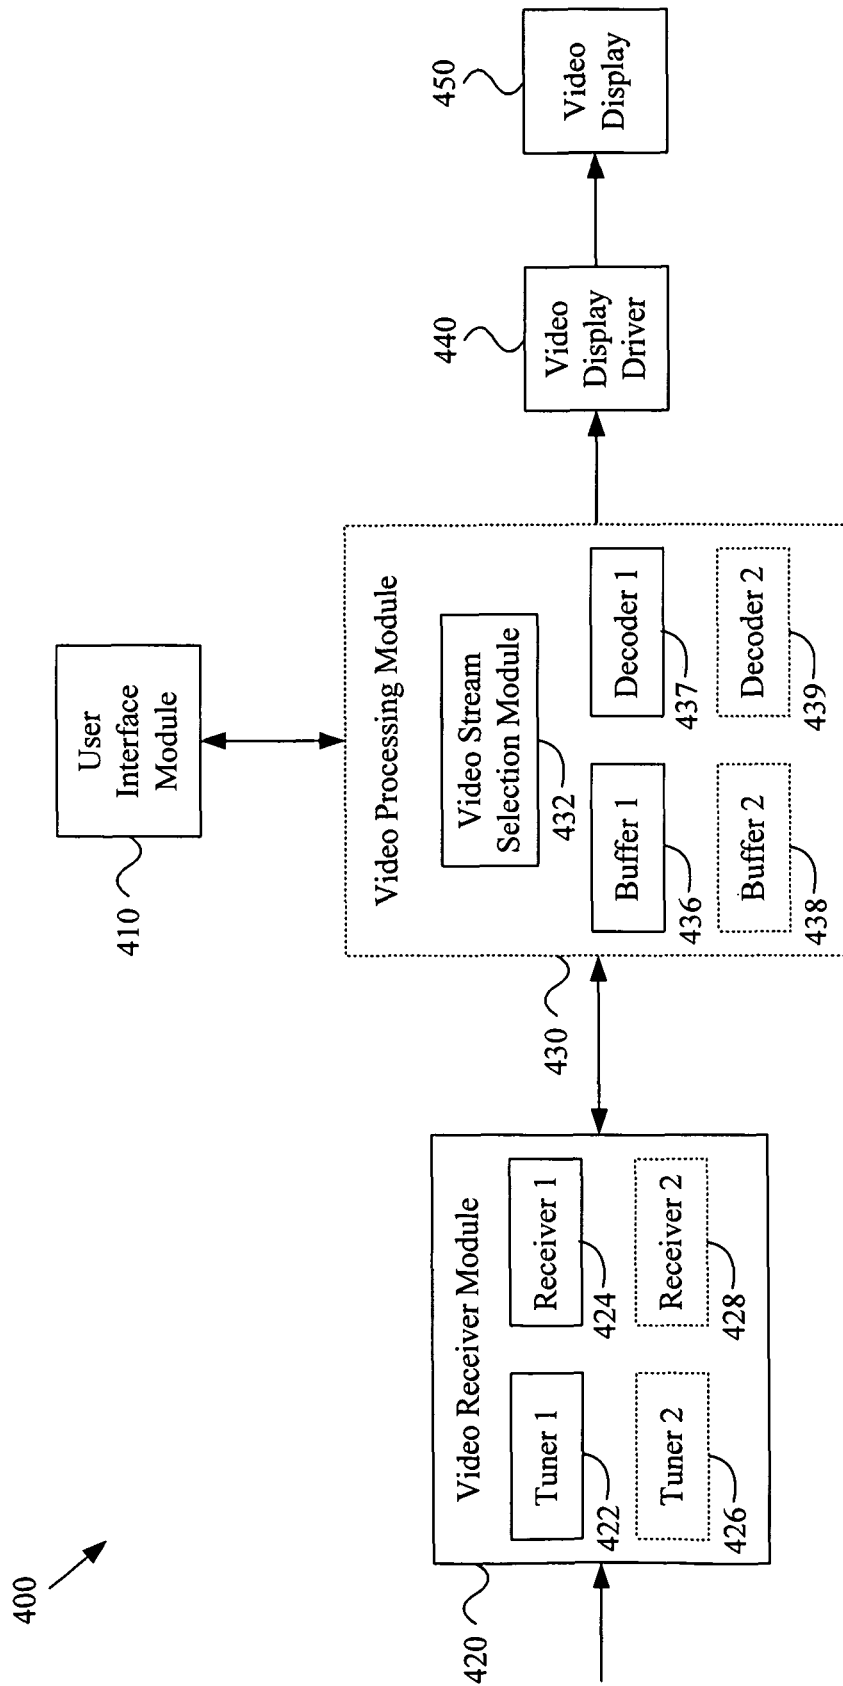 400
User
Interface
Module
410
Video Receiver Module
Tuner 1
422
Receiver 1
424
Tuner 2
426
Receiver 2
428
420
Video Processing Module
Video Stream
Selection Module
432
Buffer 1
436
Decoder 1
437
Buffer 2
438
Decoder 2
439
430
Video
Display
Driver
440
Video
Display
450